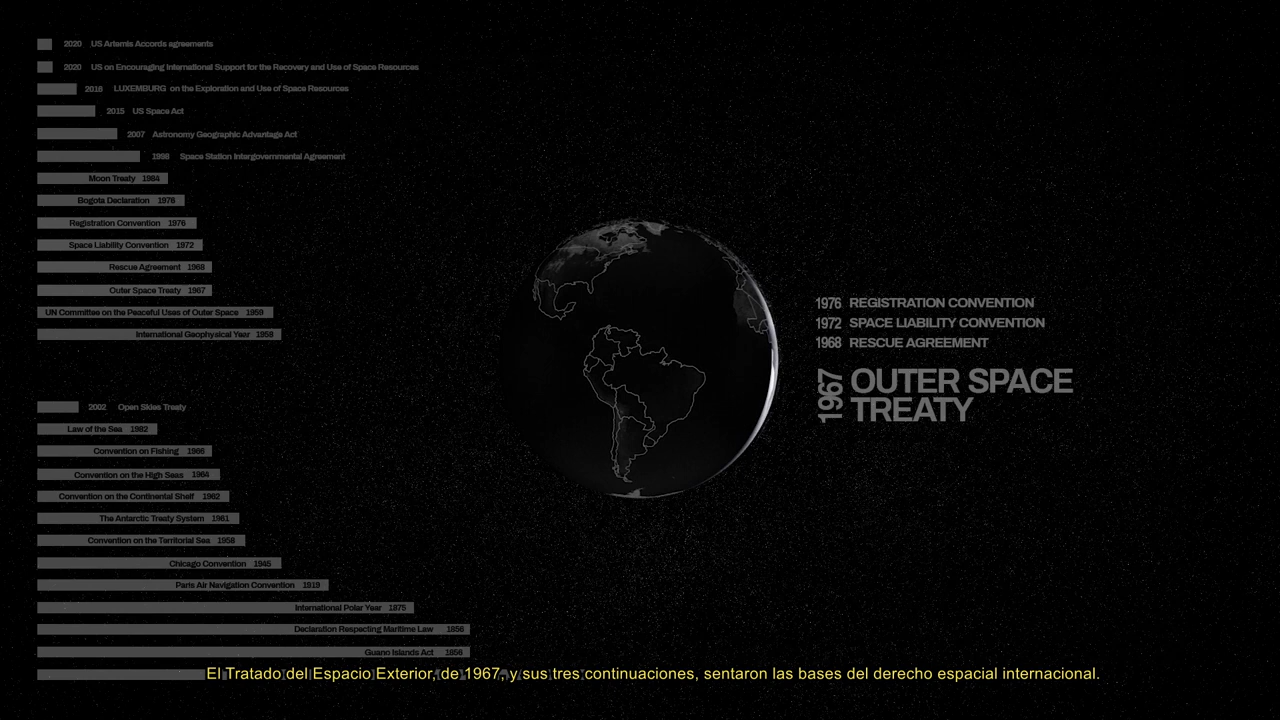 2020 US Artemis Accords agreements
2020 US on Encouraging International Support for the Recovery and Use of Space Resources
2016 LUXEMBURG on the Exploration and Use of Space Resources
2015 US Space Act
2007 Astronomy Geographic Advantage Act
1998 Space Station Intergovernmental Agreement
Moon Treaty 1984
Bogota Declaration 1976
Registration Convention 1976
Space Liability Convention 1972
Rescue Agreement 1968
Outer Space Treaty 1967
UN Committee on the Peaceful Uses of Outer Space 1959
International Geophysical Year 1958
2002 Open Skies Treaty
Law of the Sea 1982
Convention on Fishing 1966
Convention on the High Seas 1964
Convention on the Continental Shelf 1962
The Antarctic Treaty System 1961
Convention on the Territorial Sea 1958
Chicago Convention 1945
Paris Air Navigation Convention 1919
International Polar Year 1875
Declaration Respecting Maritime Law 1856
Guano Islands Act 1856
1976 REGISTRATION CONVENTION
1972 SPACE LIABILITY CONVENTION
1968 RESCUE AGREEMENT
1967 OUTER SPACE
TREATY
El Tratado del Espacio Exterior, de 1967, y sus tres continuaciones, sentaron las bases del derecho espacial internacional.